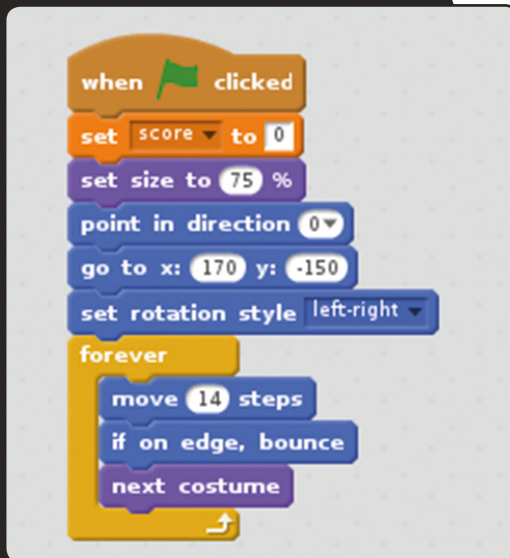 when clicked
set score to 0
set size to 75 %
point in direction 0
go to x: 170 y: -150
set rotation style left-right
forever
move 14 steps
if on edge, bounce
next costume